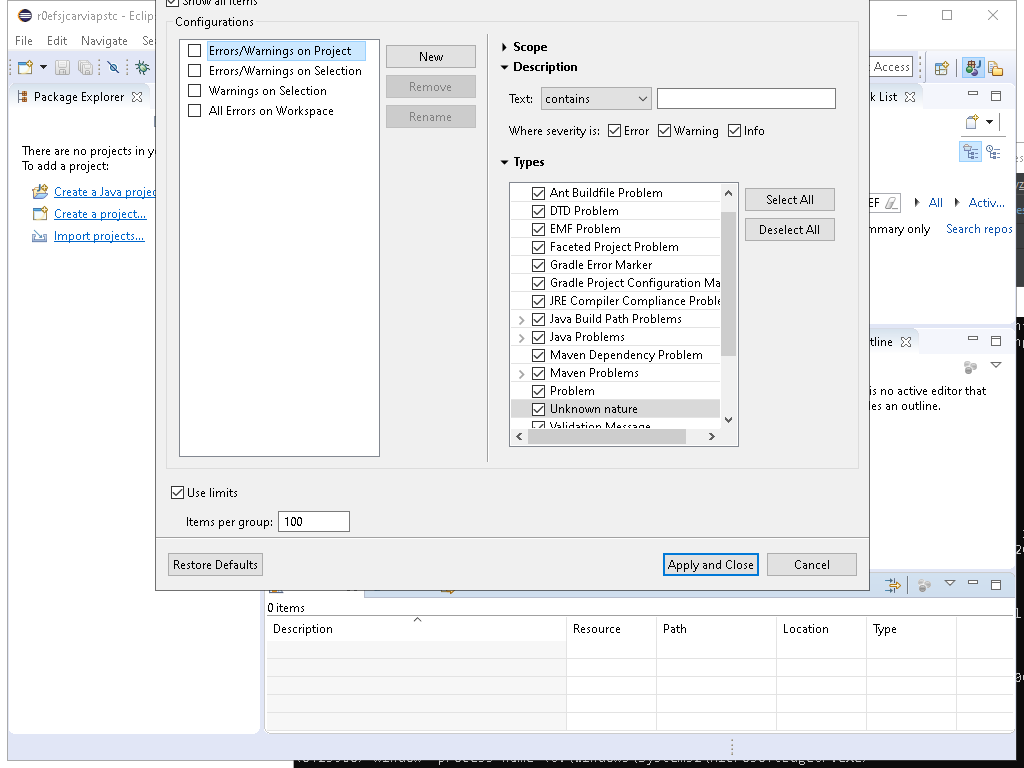 r0efsjcarviapstc - Eclip
Show all items
File Edit Navigate Se
Configurations
Package Explorer
There are no projects in y
To add a project:
Create a Java projec
Create a project...
Import projects...
Errors/Warnings on Project
Errors/Warnings on Selection
Warnings on Selection
All Errors on Workspace
New
Remove
Rename
Scope
Description
Text: contains
Where severity is: Error Warning Info
Types
Ant Buildfile Problem
DTD Problem
EMF Problem
Faceted Project Problem
Gradle Error Marker
Gradle Project Configuration Ma
JRE Compiler Compliance Proble
Java Build Path Problems
Java Problems
Maven Dependency Problem
Maven Problems
Problem
Unknown nature
Validation Message
Select All
Deselect All
Use limits
Items per group: 100
Restore Defaults
Apply and Close
Cancel
Access
k List
EF All Activ...
mmary only Search repos
tline
is no active editor that
les an outline.
0 items
Description Resource Path Location Type